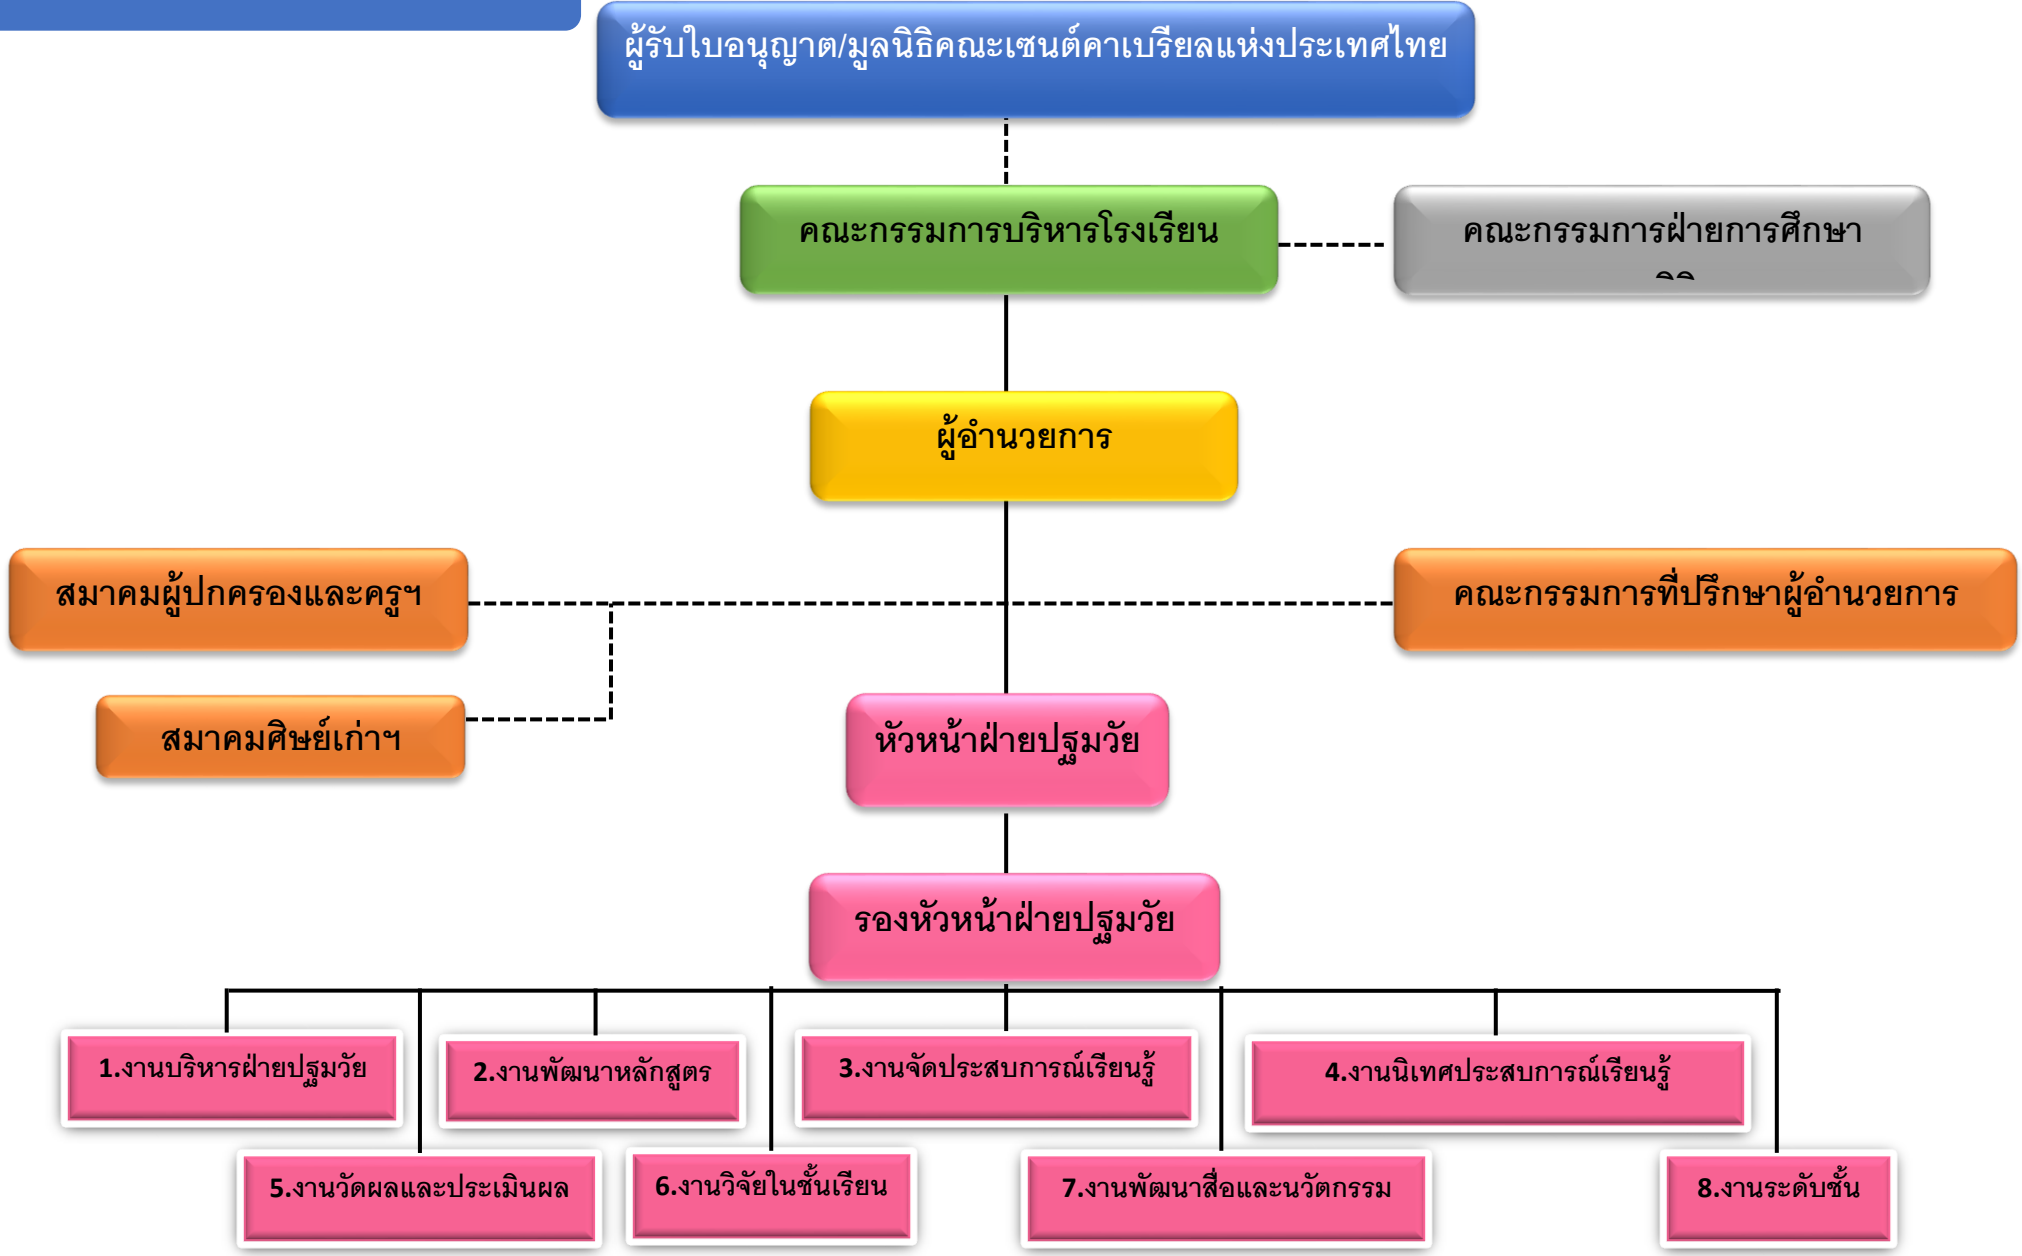 ผู้รับใบอนุญาต/มูลนิธิคณะเซนต์คาเบรียลแห่งประเทศไทย
คณะกรรมการบริหารโรงเรียน
คณะกรรมการฝ่ายการศึกษา
ผู้อำนวยการ
สมาคมผู้ปกครองและครูฯ
คณะกรรมการที่ปรึกษาผู้อำนวยการ
สมาคมศิษย์เก่าฯ
หัวหน้าฝ่ายปฐมวัย
รองหัวหน้าฝ่ายปฐมวัย
1.งานบริหารฝ่ายปฐมวัย
2.งานพัฒนาหลักสูตร
3.งานจัดประสบการณ์เรียนรู้
4.งานนิเทศประสบการณ์เรียนรู้
5.งานวัดผลและประเมินผล
6.งานวิจัยในชั้นเรียน
7.งานพัฒนาสื่อและนวัตกรรม
8.งานระดับชั้น